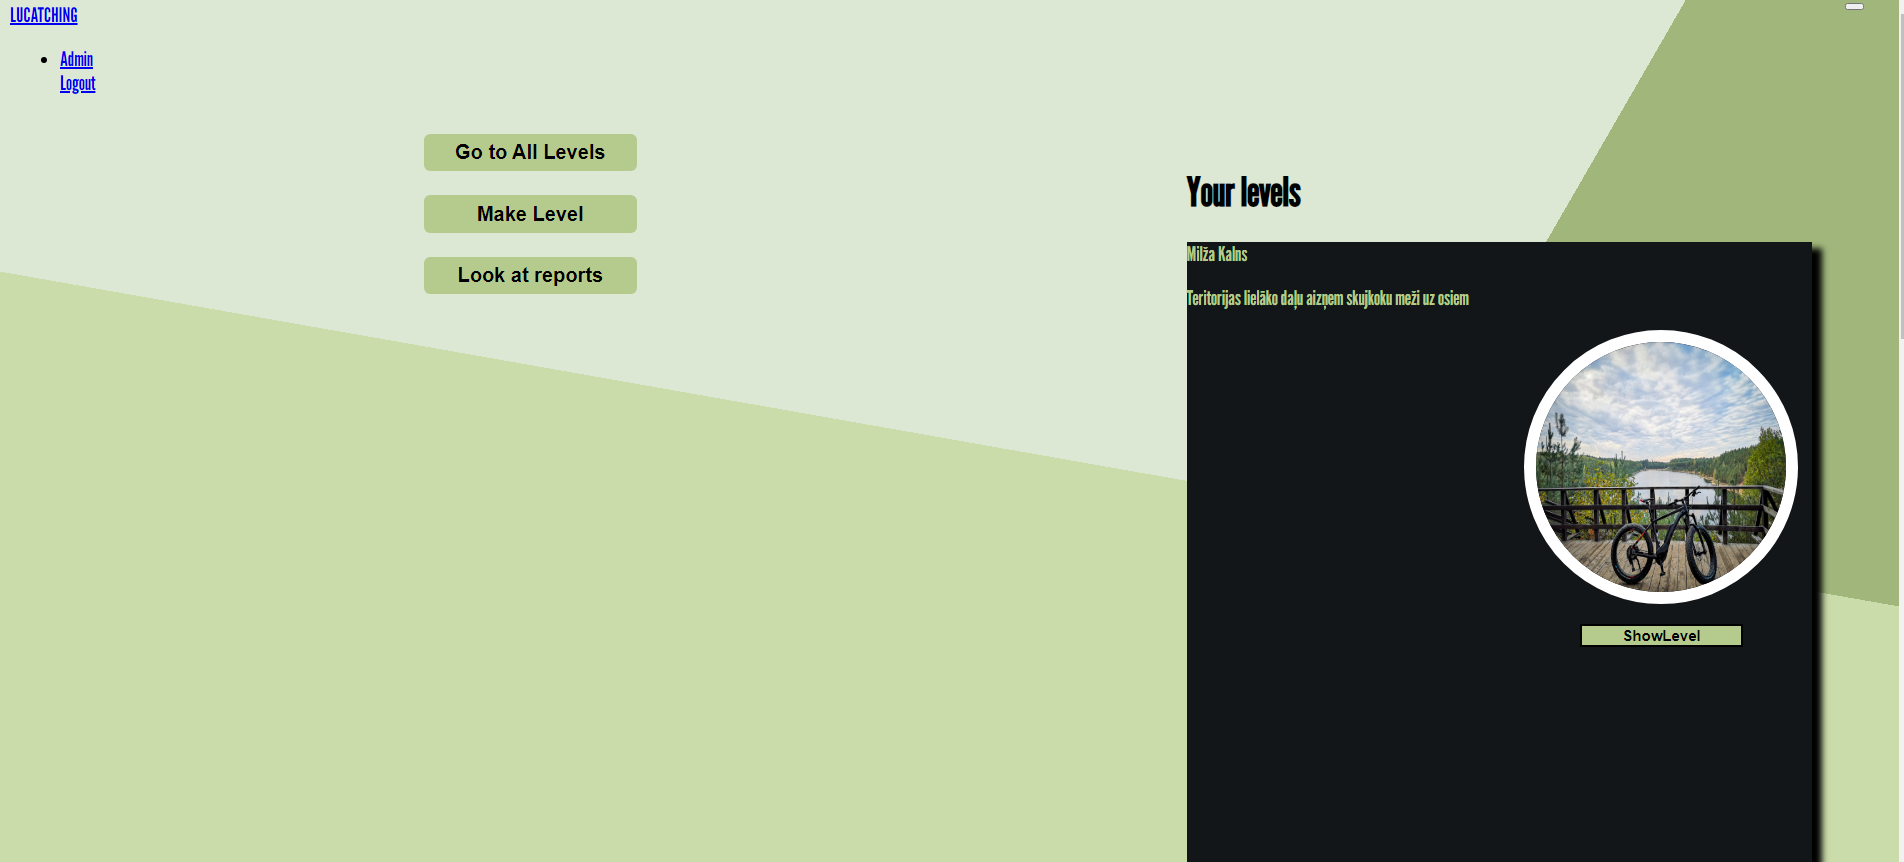 LUCATCHING
Admin
Logout
Go to All Levels
Make Level
Look at reports
Your levels
Milža Kalns
Teritorijas lielāko daļu aizņem skujkoku meži uz osiem
ShowLevel